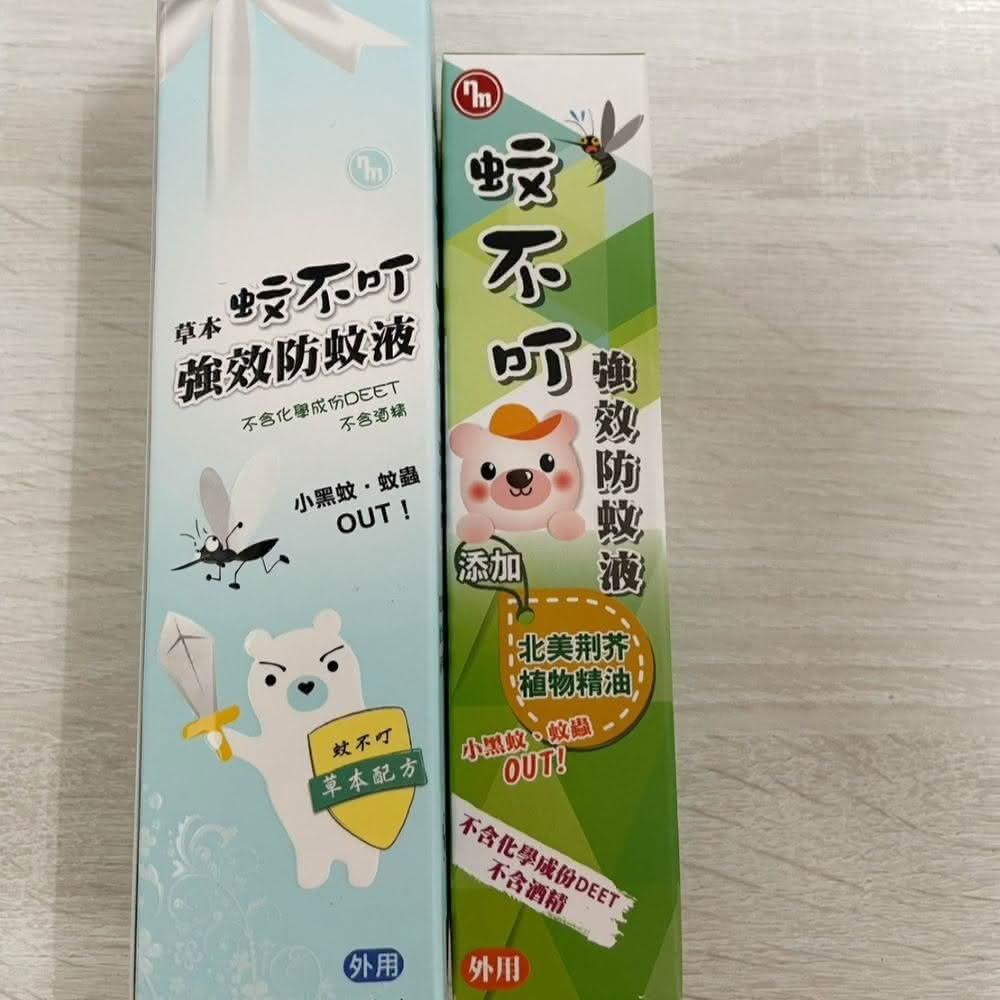 草本 蚊不叮
強效防蚊液
不含化學成份DEET
不含酒精
小黑蚊·蚊蟲
OUT!
蚊不叮
草本配方
外用
蚊不叮
強效防蚊液
添加
北美荆芥
植物精油
小黑蚊、蚊蟲
OUT!
不含化學成份DEET
不含酒精
外用